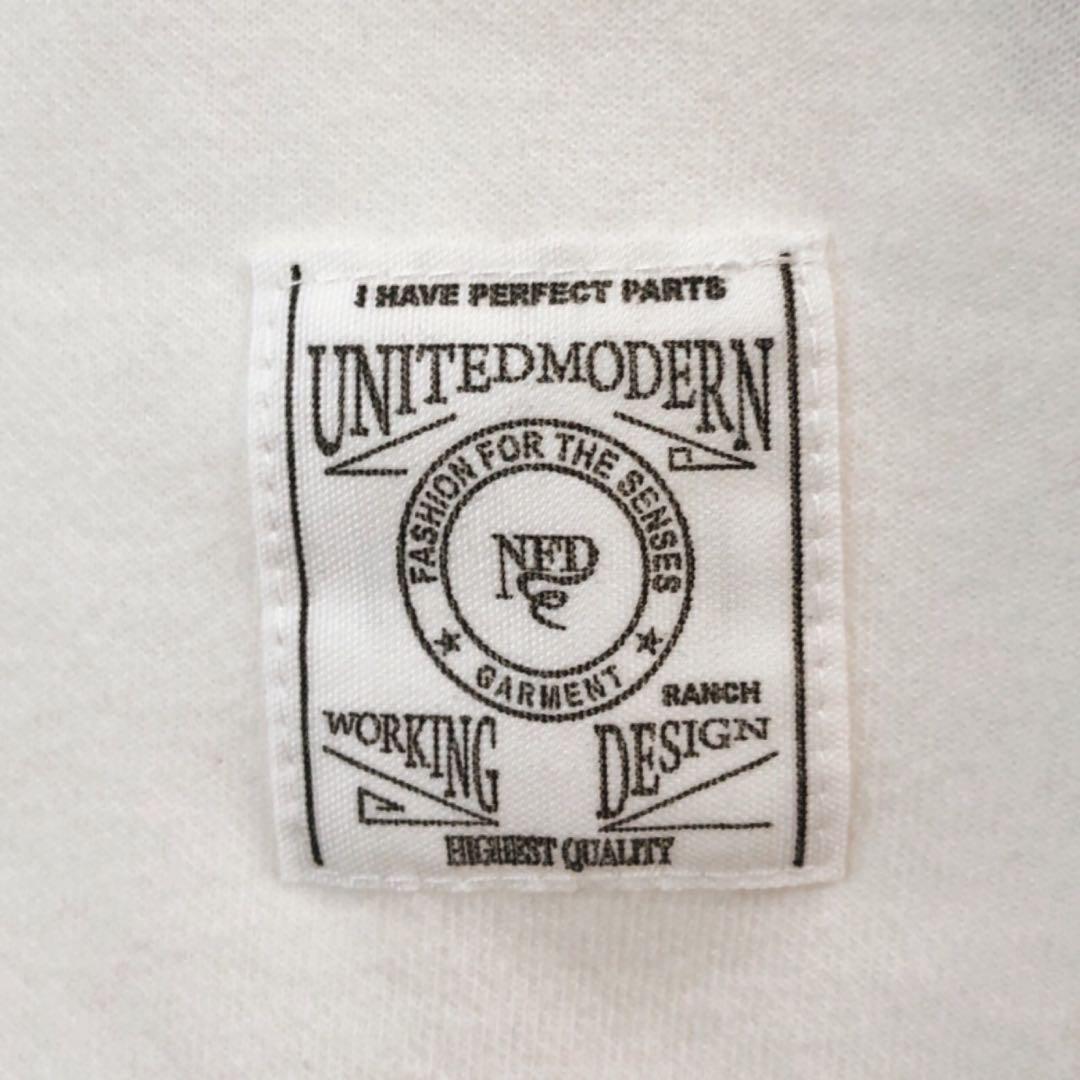 I HAVE PERFECT PARTS
UNITEDMODERN
FASHION FOR THE SENSES
NFD
GARMENT
RANCH
WORKING DESIGN
HIGHEST QUALITY